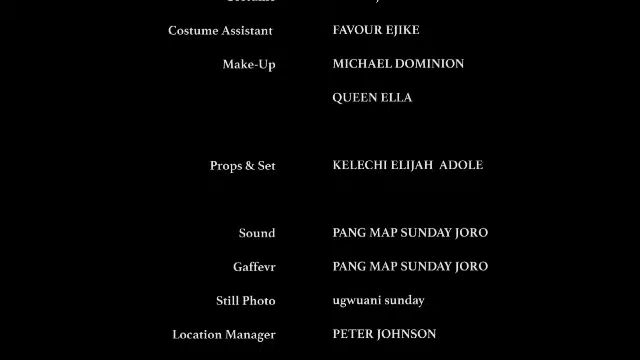 Costume Assistant FAVOUR EJIKE
Make-Up MICHAEL DOMINION
QUEEN ELLA
Props & Set KELECHI ELIJAH ADOLE
Sound PANG MAP SUNDAY JORO
Gaffevr PANG MAP SUNDAY JORO
Still Photo ugwuani sunday
Location Manager PETER JOHNSON